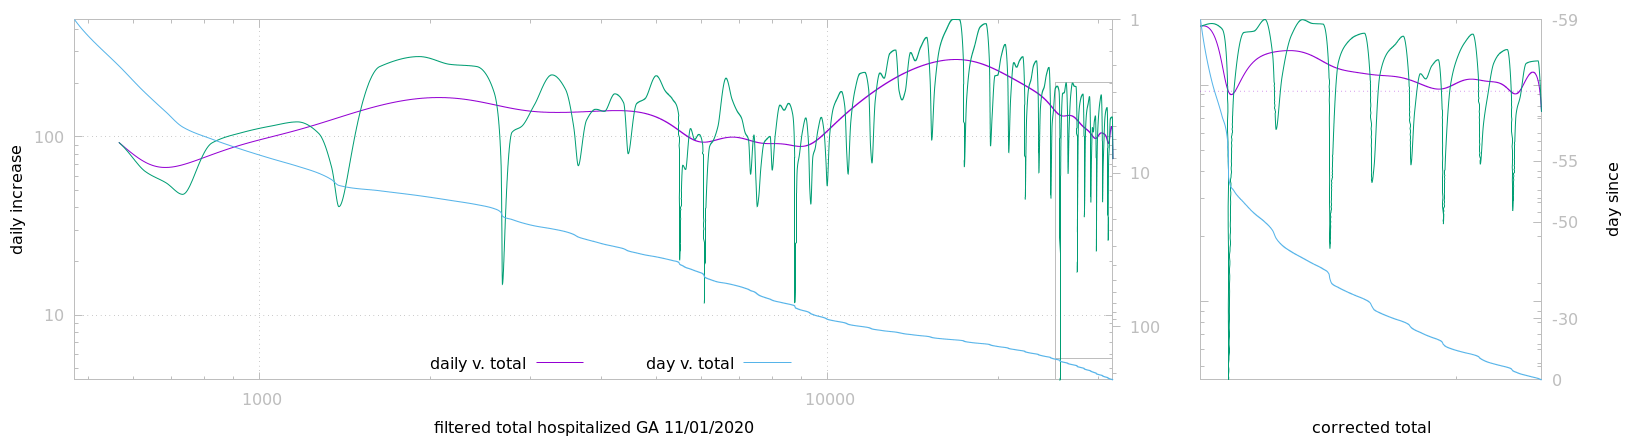 daily increase
100
10
1000
10000
1
10
100
daily v. total
day v. total
filtered total hospitalized GA 11/01/2020
-59
-55
-50
-30
0
day since
corrected total